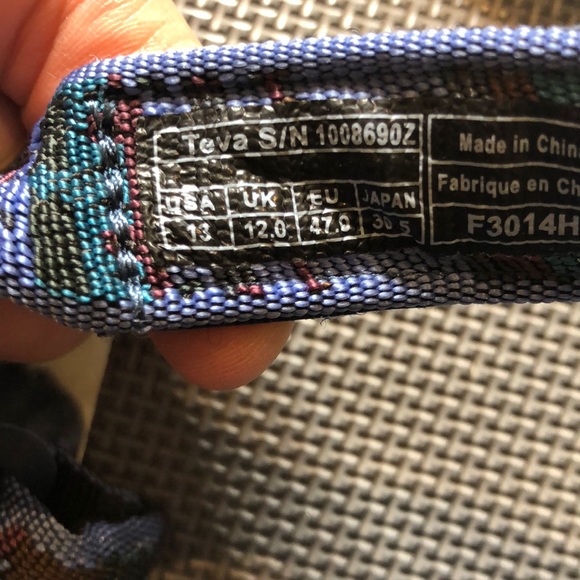 Teva S/N 1008690Z
USA UK EU JAPAN
13 12.0 47.0 30.5
Made in China
Fabrique en Ch
F3014H